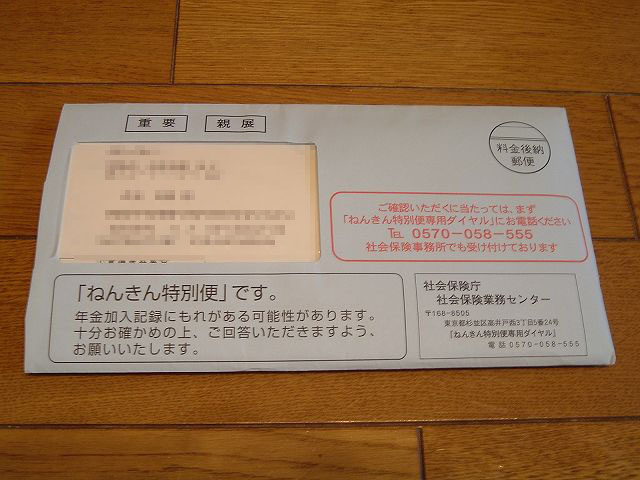 重要
親展
料金後納
郵便
ご確認いただくに当たっては、まず
「ねんきん特別便専用ダイヤル」にお電話ください
TEL 0570-058-555
社会保険事務所でも受け付けております
「ねんきん特別便」です。
年金加入記録にもれがある可能性があります。
十分お確かめの上、ご回答いただきますよう、
お願いいたします。
社会保険庁
社会保険業務センター
〒168-8505
東京都杉並区高井戸西3丁目5番24号
「ねんきん特別便専用ダイヤル」
電話 0570-058-555